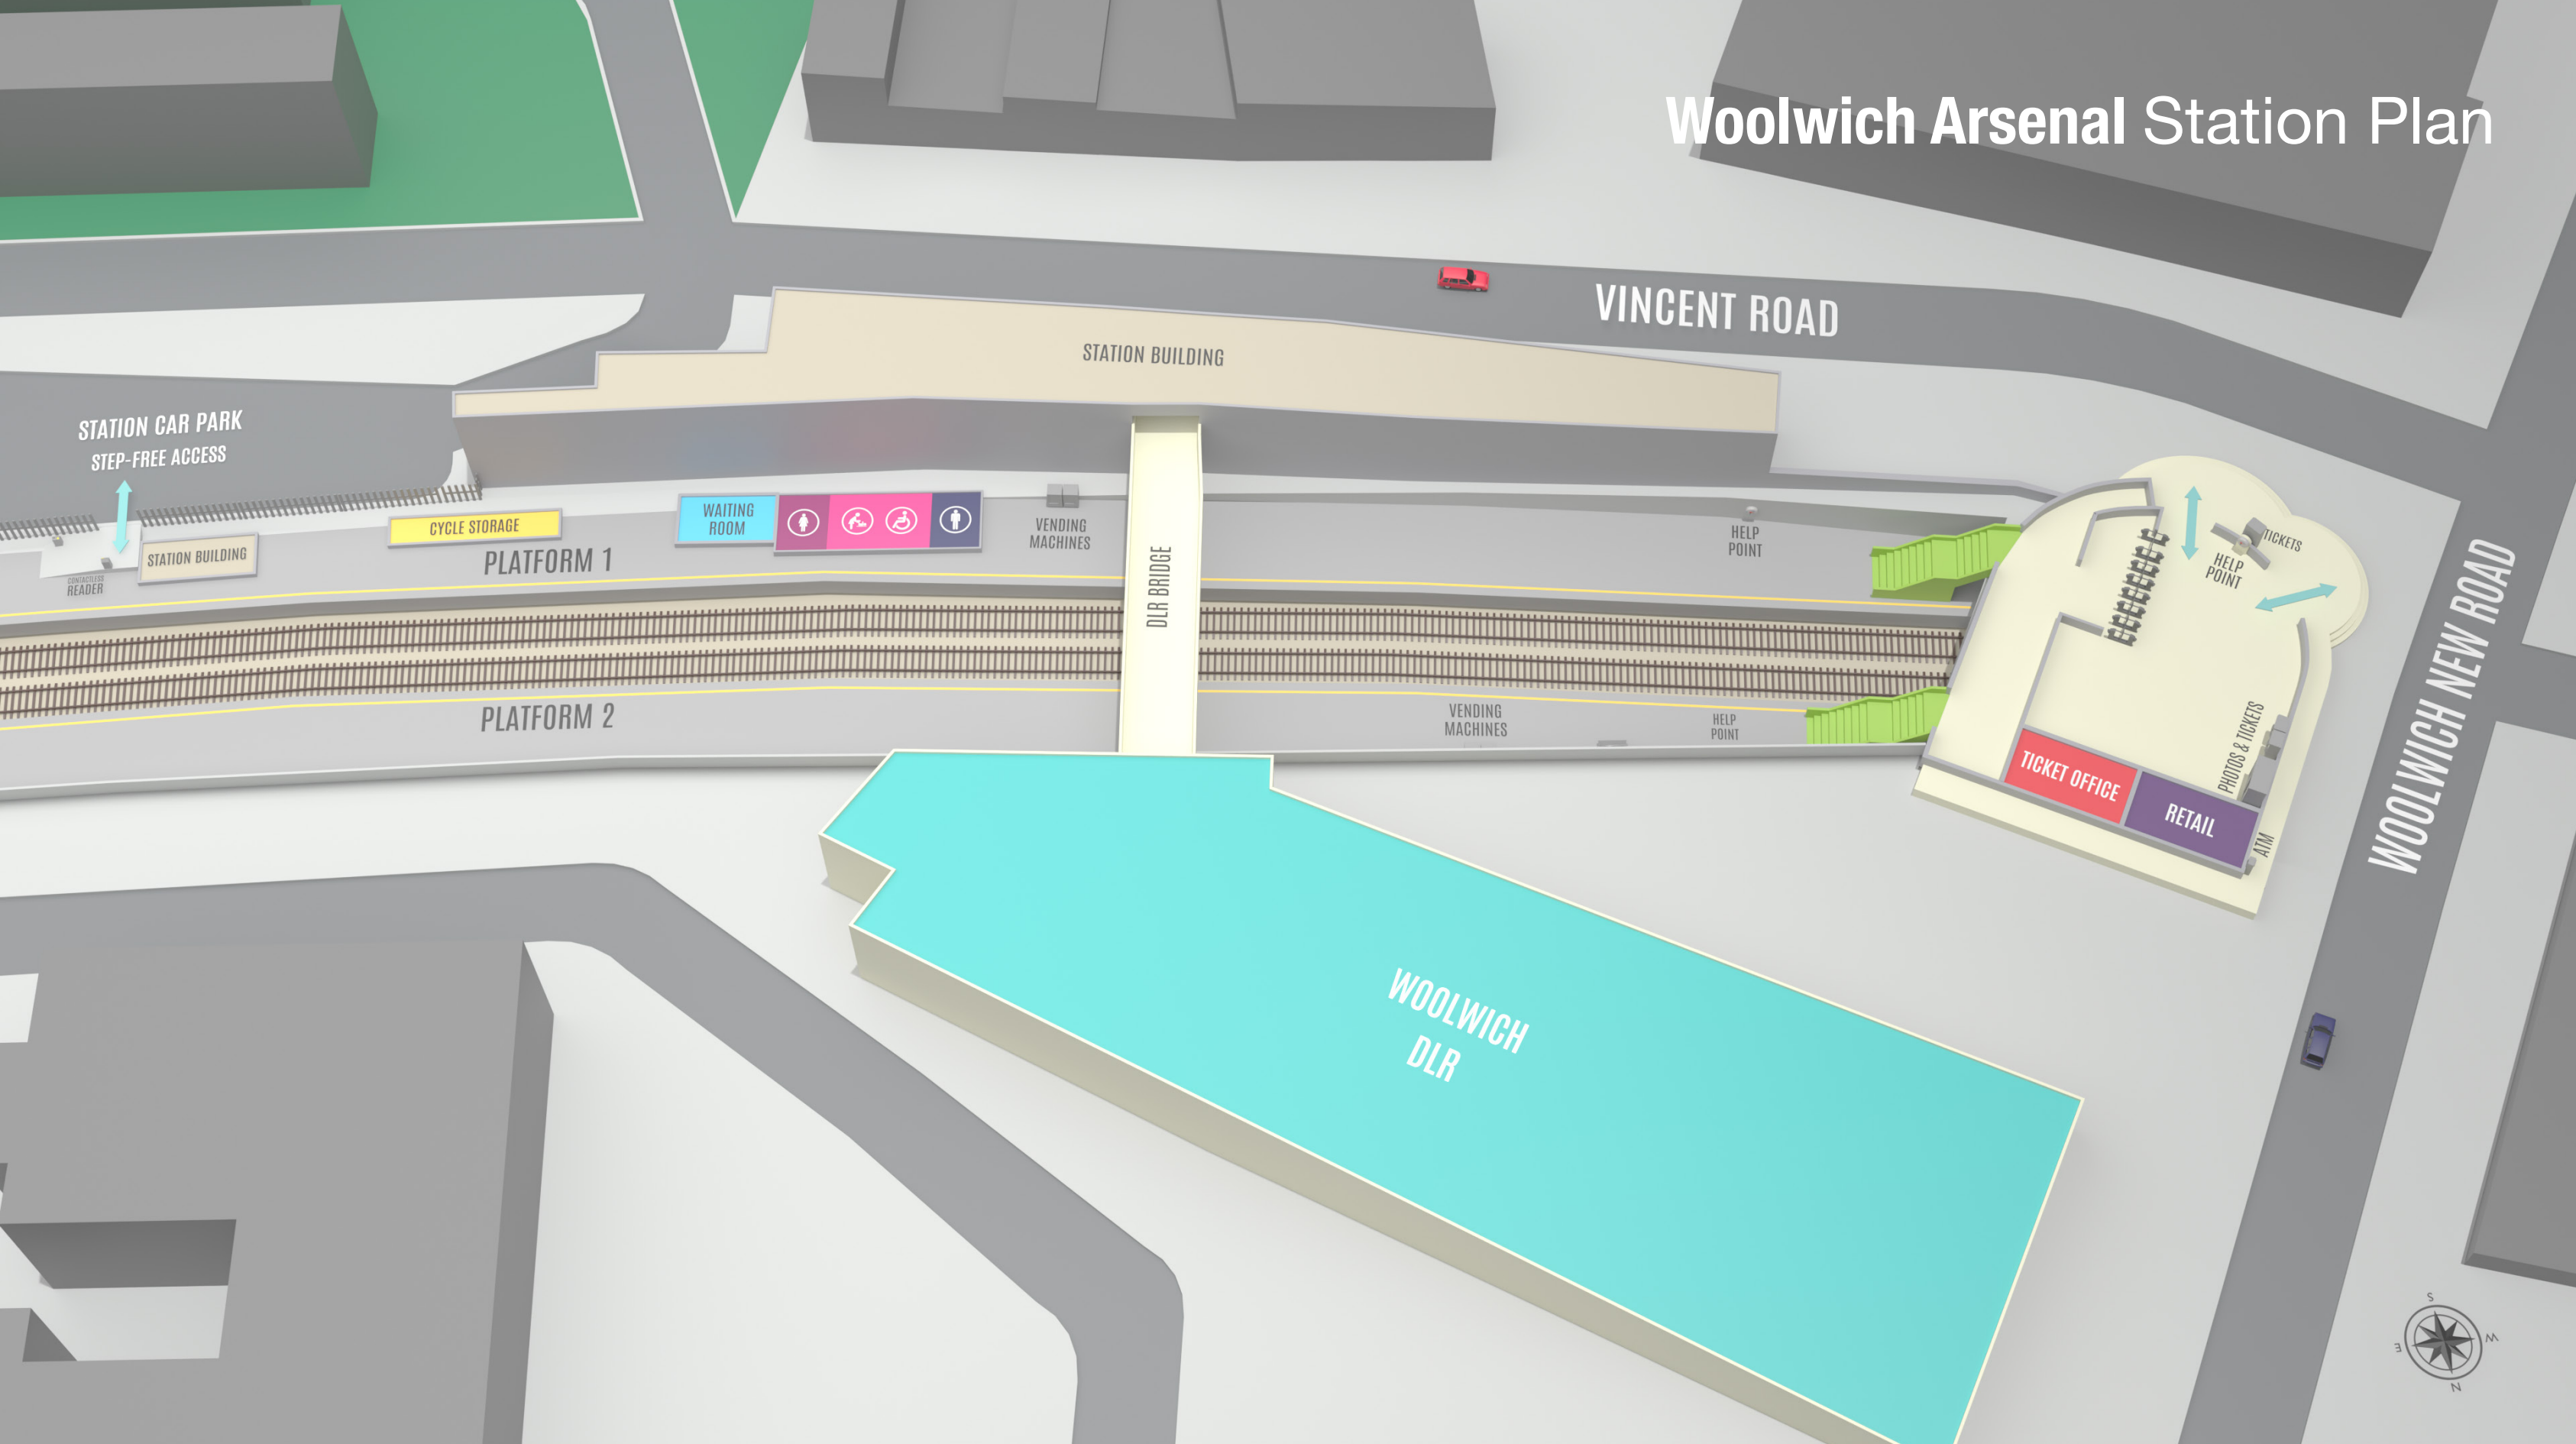 Woolwich Arsenal Station Plan
VINCENT ROAD
STATION BUILDING
STATION CAR PARK
STEP-FREE ACCESS
WAITING
ROOM
CYCLE STORAGE
VENDING
MACHINES
HELP
POINT
TICKETS
HELP
POINT
STATION BUILDING
PLATFORM 1
CONTACTLESS
READER
DLR BRIDGE
WOOLWICH NEW ROAD
PLATFORM 2
VENDING
MACHINES
HELP
POINT
PHOTOS & TICKETS
TICKET OFFICE
RETAIL
ATM
WOOLWICH
DLR
S
W
E
N